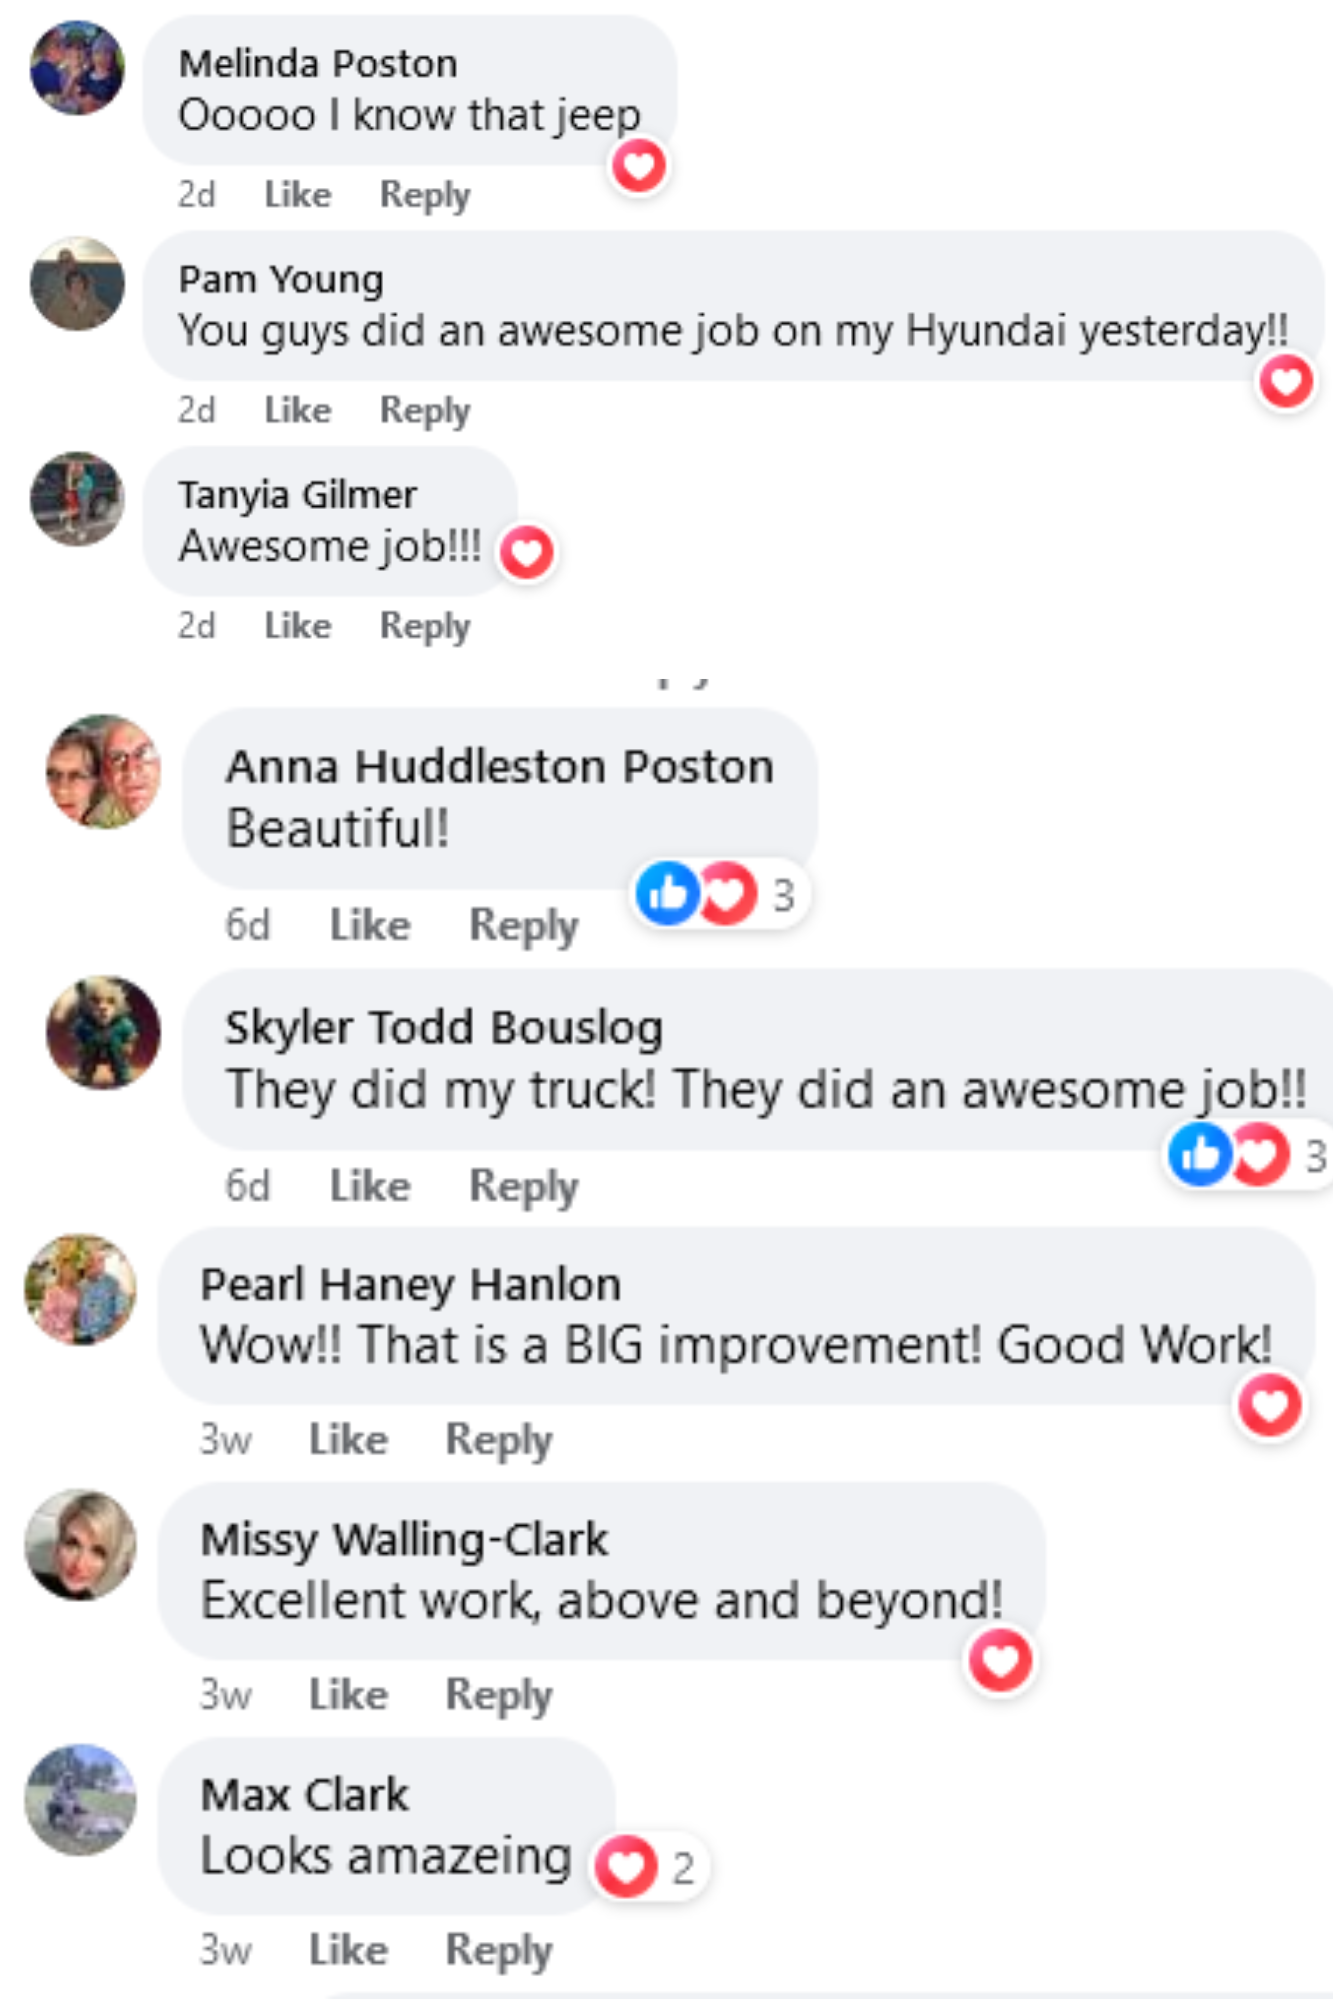 Melinda Poston
Ooooo I know that jeep
2d Like Reply
Pam Young
You guys did an awesome job on my Hyundai yesterday!!
2d Like Reply
Tanyia Gilmer
Awesome job!!!
2d Like Reply
Anna Huddleston Poston
Beautiful!
3
6d Like Reply
Skyler Todd Bouslog
They did my truck! They did an awesome job!!
3
6d Like Reply
Pearl Haney Hanlon
Wow!! That is a BIG improvement! Good Work!
3w Like Reply
Missy Walling-Clark
Excellent work, above and beyond!
3w Like Reply
Max Clark
Looks amazeing 2
3w Like Reply